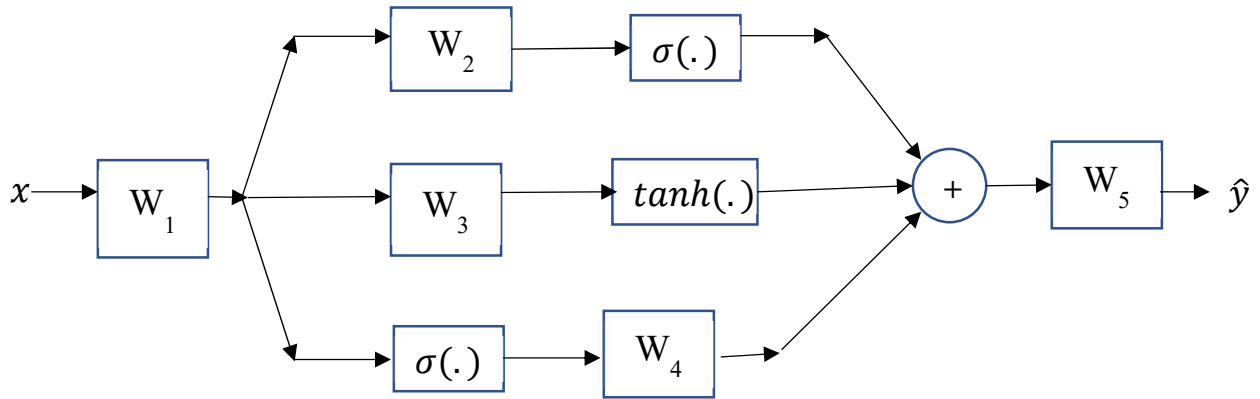 W₂
σ(.)
x
W₁
W₃
tanh(.)
+
W₅
ŷ
σ(.)
W₄